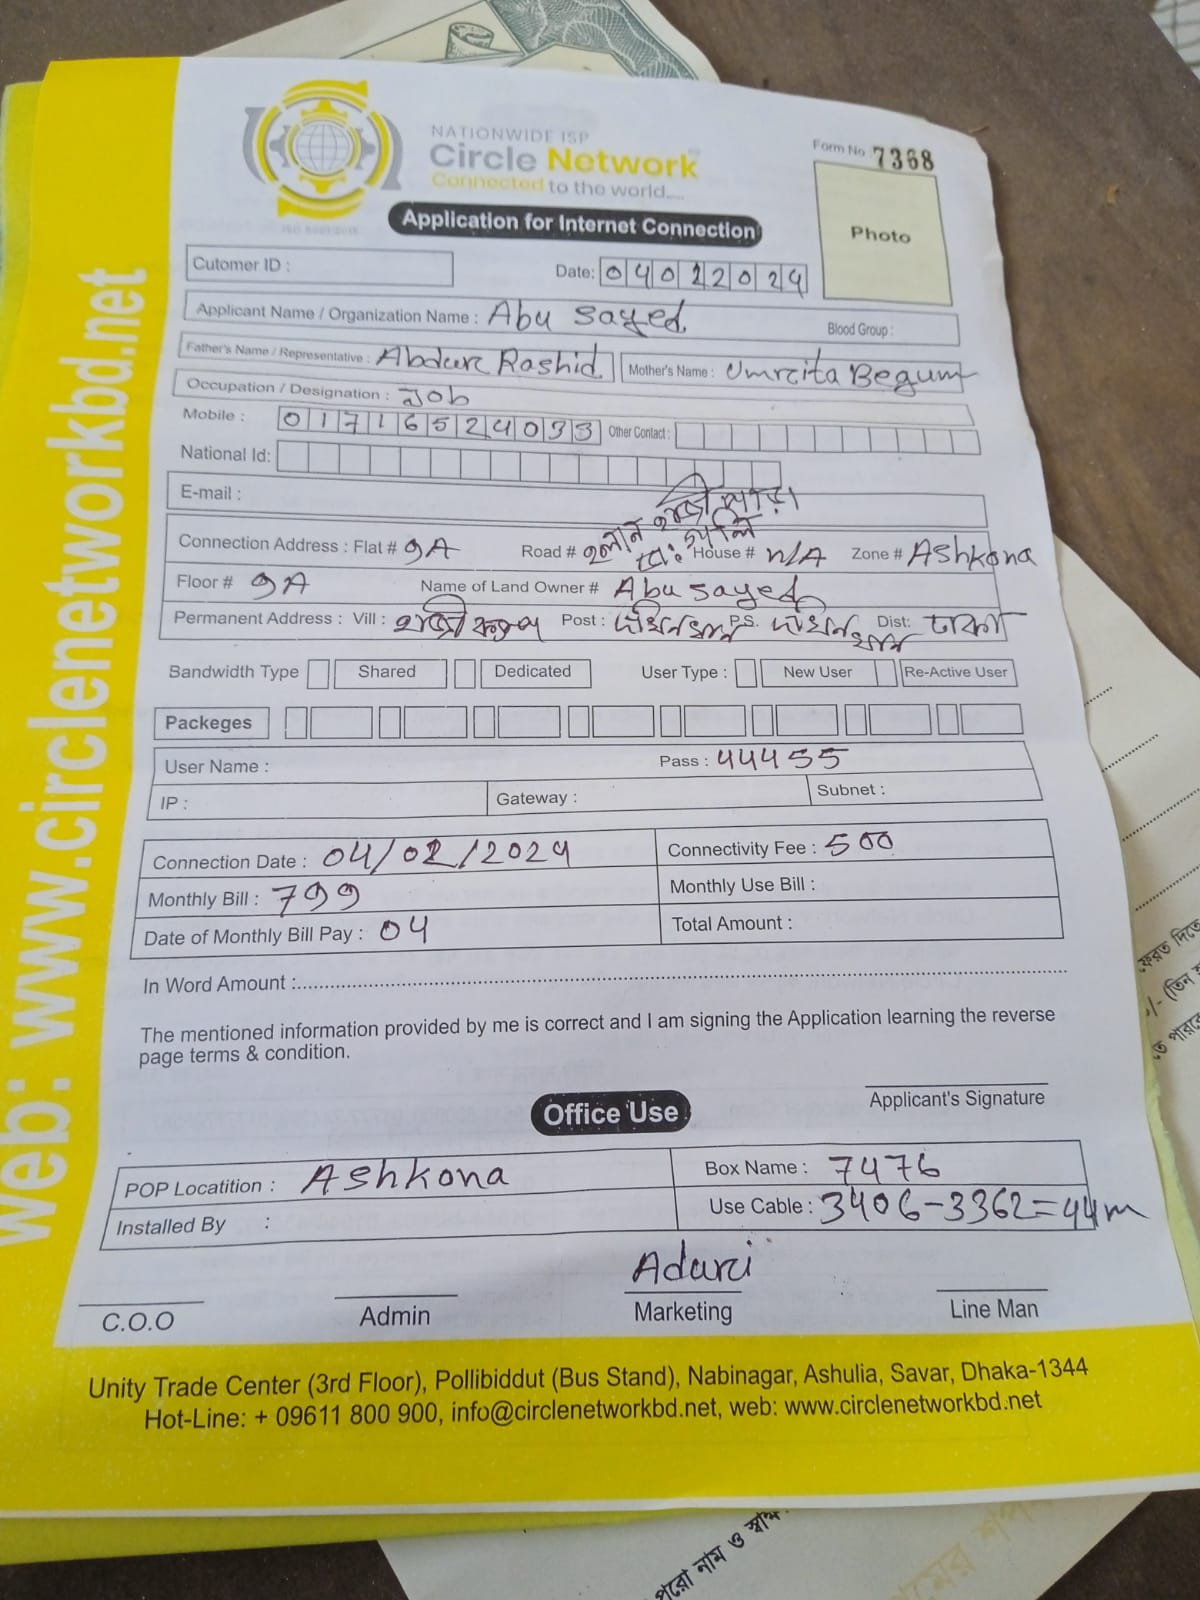 web: www.circlenetworkbd.net
NATIONWIDE ISP
Circle Network
Connected to the world.....
Form No 7368
Application for Internet Connection
Photo
Cutomer ID :
Date: 04022024
Applicant Name / Organization Name : Abu Sayed.
Blood Group :
Father's Name / Representative : Abdur Rashid
Mother's Name : Umrcita Begum
Occupation / Designation : Job
Mobile : 01716524033
Other Contact :
National Id:
E-mail :
Connection Address : Flat # 9A Road # House # n/A Zone # Ashkona
Floor # 9A Name of Land Owner # Abu sayed
Permanent Address : Vill : Post : P.S. Dist: ঢাকা
Bandwidth Type Shared Dedicated User Type : New User Re-Active User
Packeges
User Name : Pass : 44455
IP : Gateway : Subnet :
Connection Date : 04/02/2024 Connectivity Fee : 500
Monthly Bill : 799 Monthly Use Bill :
Date of Monthly Bill Pay : 04 Total Amount :
In Word Amount :
The mentioned information provided by me is correct and I am signing the Application learning the reverse
page terms & condition.
Applicant's Signature
Office Use
POP Locatition : Ashkona Box Name : 7476
Installed By : Use Cable : 3406-3362=44m
C.O.O
Admin
Marketing
Line Man
Unity Trade Center (3rd Floor), Pollibiddut (Bus Stand), Nabinagar, Ashulia, Savar, Dhaka-1344
Hot-Line: + 09611 800 900, info@circlenetworkbd.net, web: www.circlenetworkbd.net